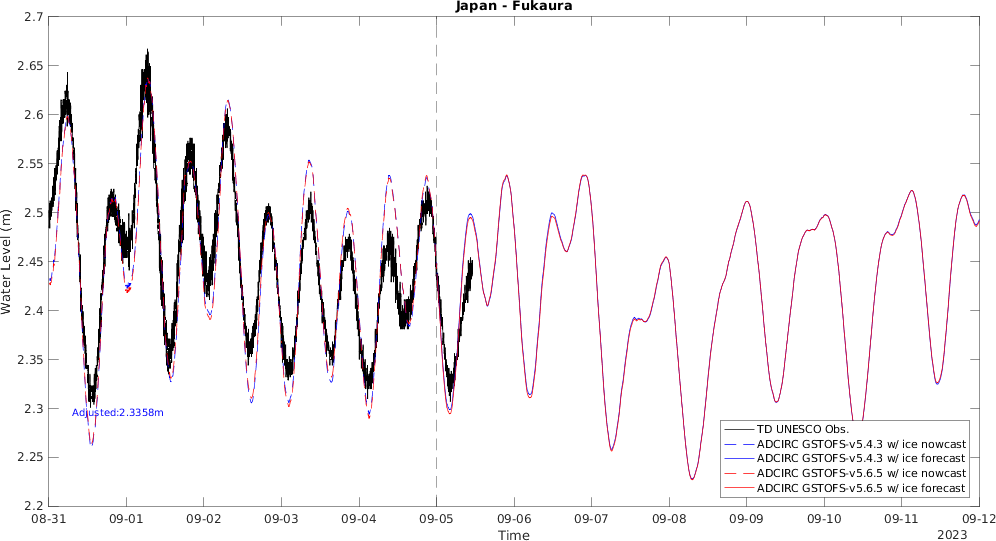 Japan - Fukaura
Water Level (m)
2.7
2.65
2.6
2.55
2.5
2.45
2.4
2.35
2.3
2.25
2.2
Adjusted:2.3358m
TD UNESCO Obs.
ADCIRC GSTOFS-v5.4.3 w/ ice nowcast
ADCIRC GSTOFS-v5.4.3 w/ ice forecast
ADCIRC GSTOFS-v5.6.5 w/ ice nowcast
ADCIRC GSTOFS-v5.6.5 w/ ice forecast
08-31 09-01 09-02 09-03 09-04 09-05 09-06 09-07 09-08 09-09 09-10 09-11 09-12
Time
2023